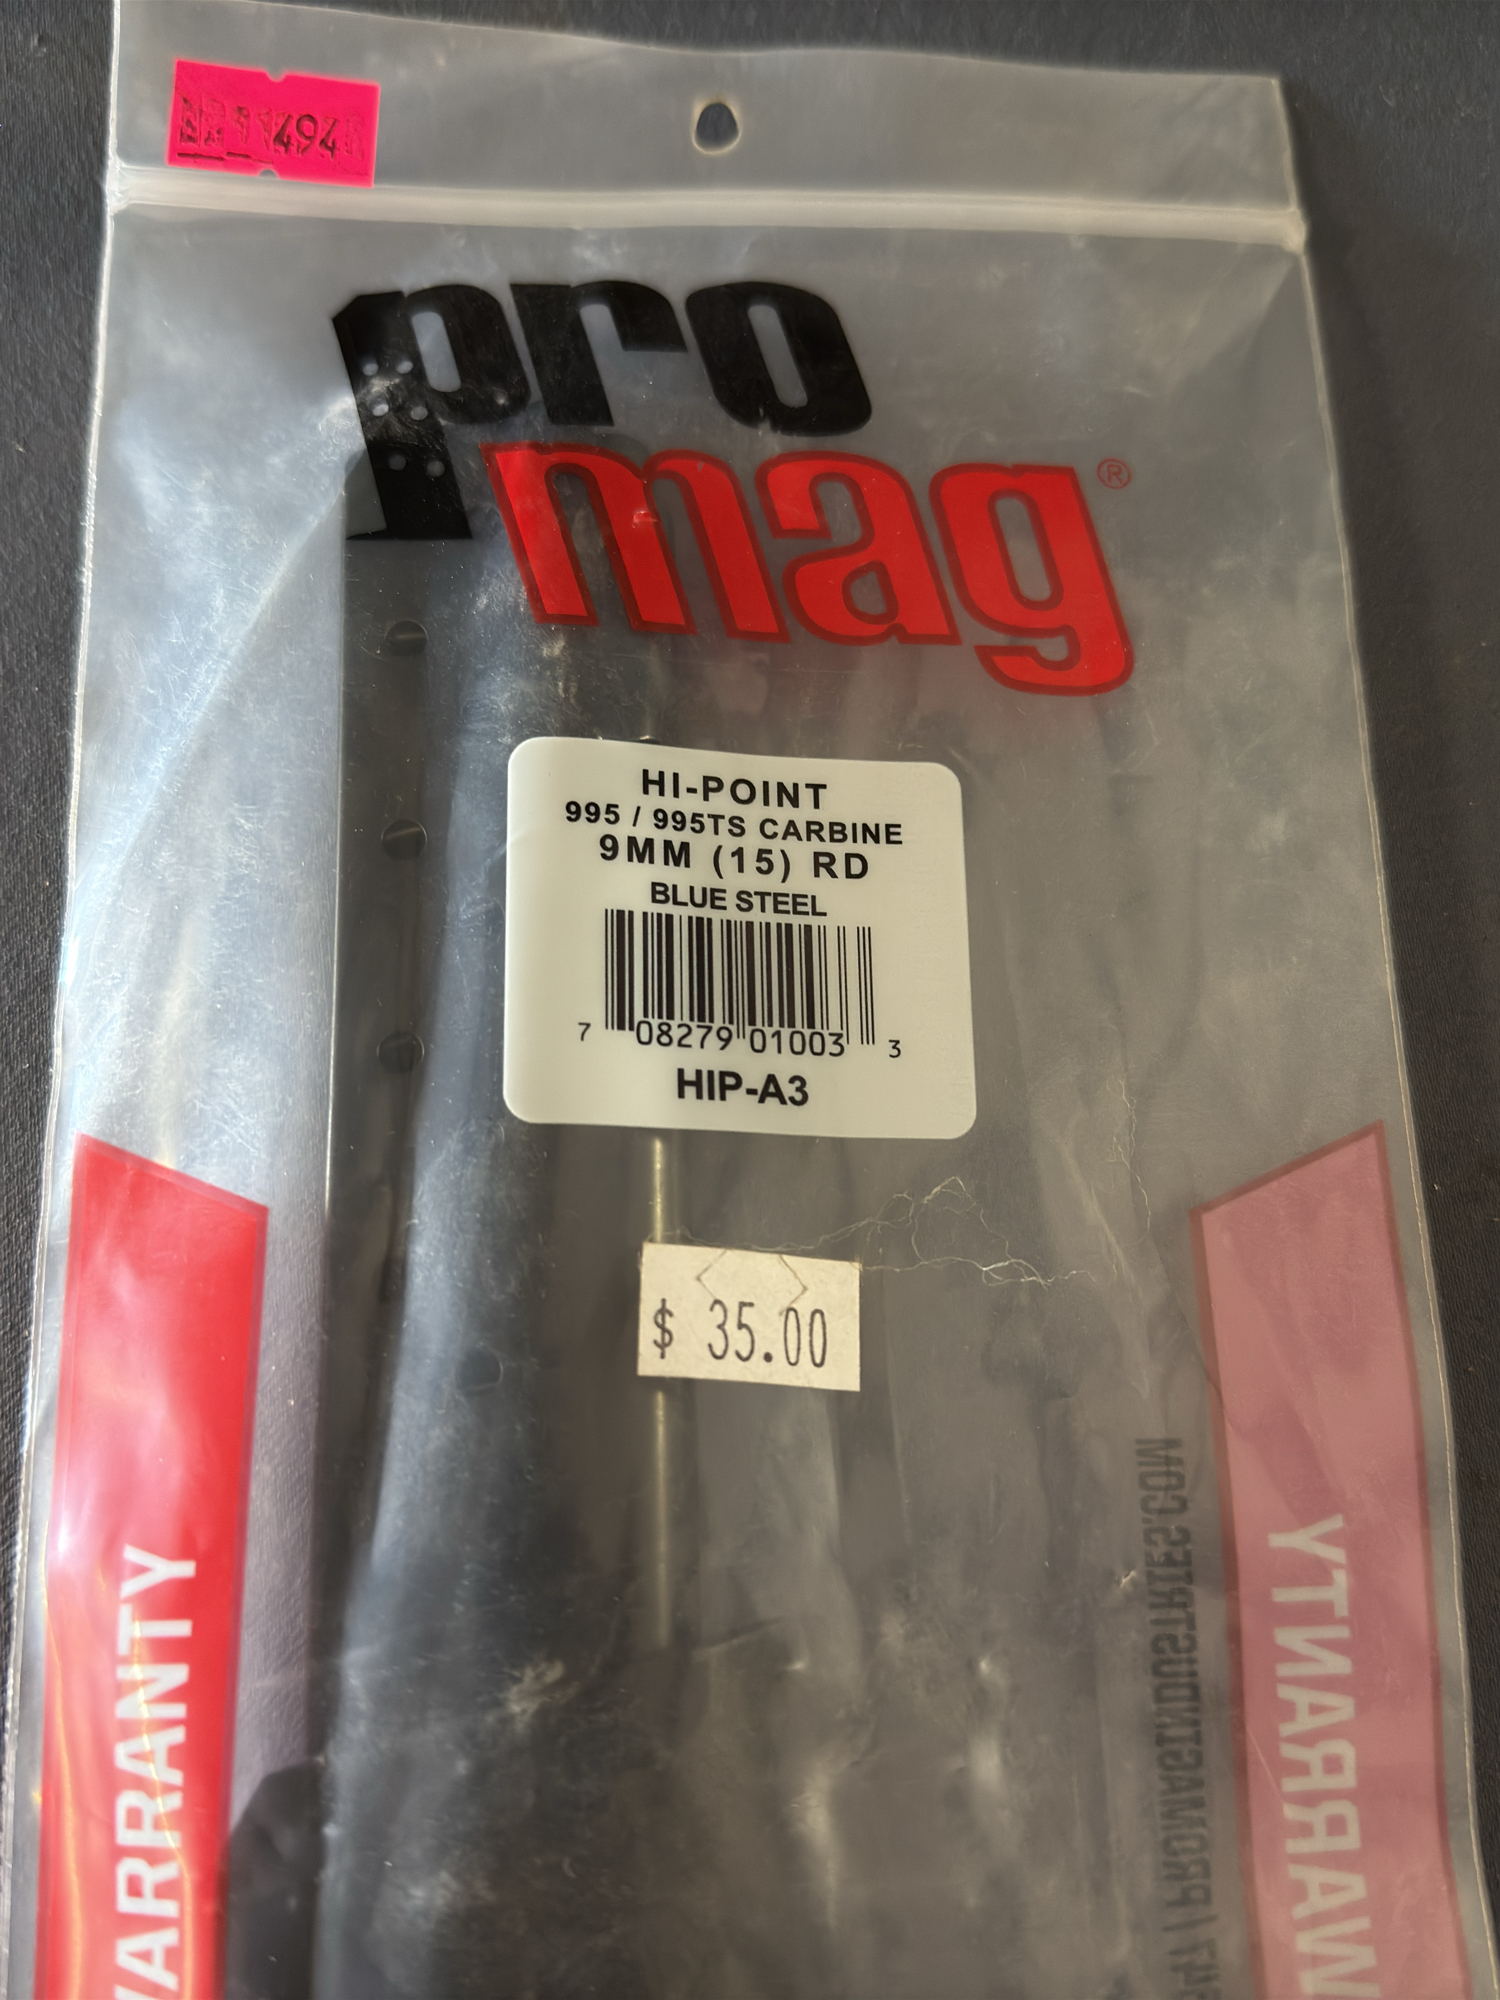 11494
pro
mag®
HI-POINT
995 / 995TS CARBINE
9MM (15) RD
BLUE STEEL
7 08279 01003 3
HIP-A3
$ 35.00
WARRANTY
WARRANTY
PROMAGINDUSTRIES.COM